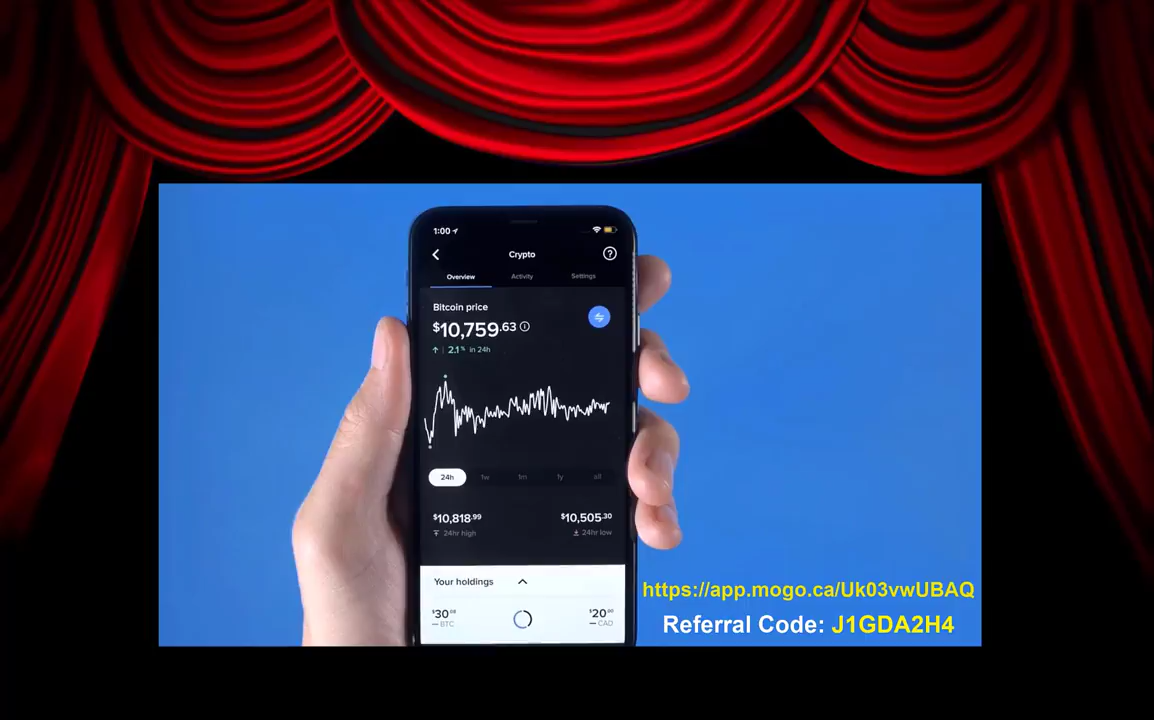 1:00
Crypto
?
Overview Activity Settings
Bitcoin price
$10,759.63
2.1% in 24h
24h 1w 1m 1y all
$10,818.99 $10,505.30
24hr high 24hr low
Your holdings
$20.00
BTC CAD
https://app.mogo.ca/Uk03vwUBAQ
Referral Code: J1GDA2H4